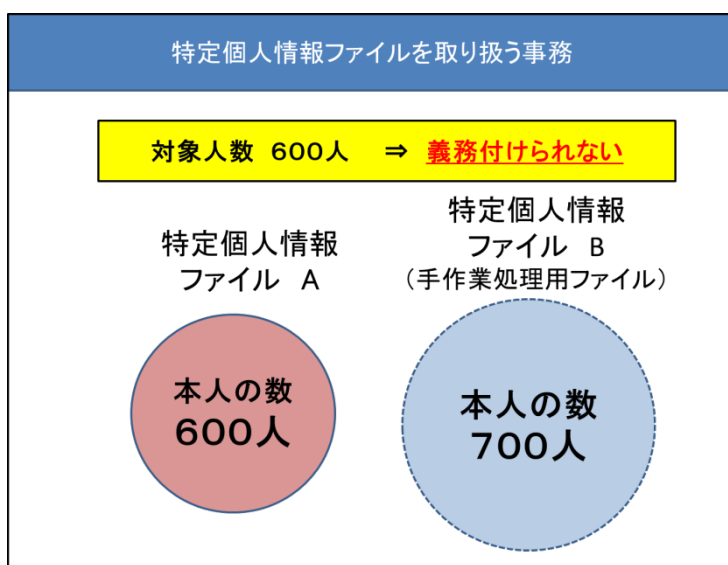 特定個人情報ファイルを取り扱う事務
対象人数 600人 ⇒ 義務付けられない
特定個人情報
ファイル A
特定個人情報
ファイル B
(手作業処理用ファイル)
本人の数
600人
本人の数
700人